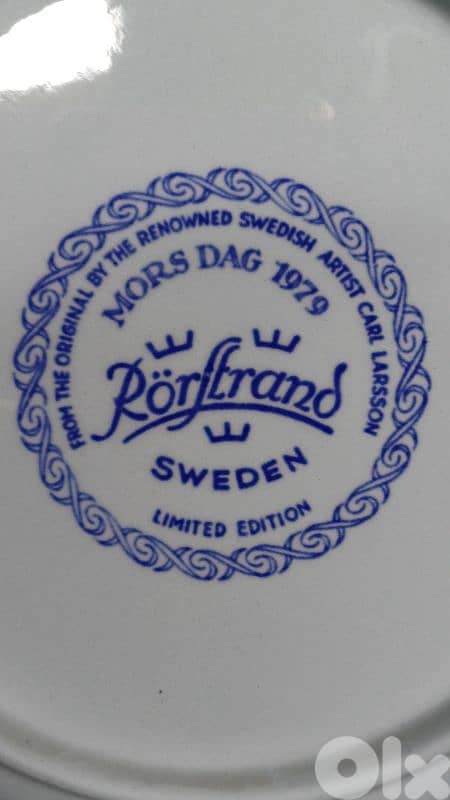 FROM THE ORIGINAL BY THE RENOWNED SWEDISH ARTIST CARL LARSSON
MORS DAG 1979
Rörstrand
SWEDEN
LIMITED EDITION
OLX